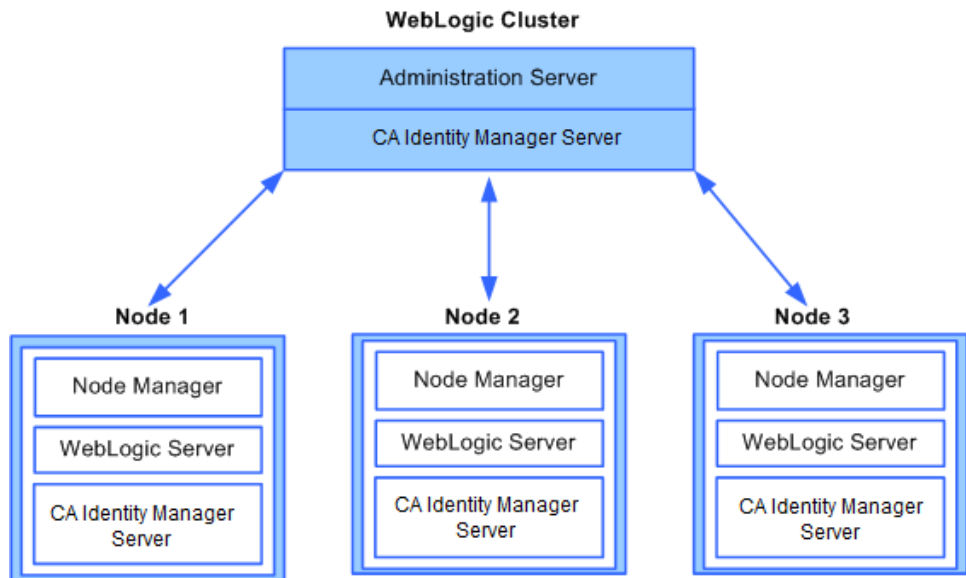 WebLogic Cluster
Administration Server
CA Identity Manager Server
Node 1
Node Manager
WebLogic Server
CA Identity Manager
Server
Node 2
Node Manager
WebLogic Server
CA Identity Manager
Server
Node 3
Node Manager
WebLogic Server
CA Identity Manager
Server